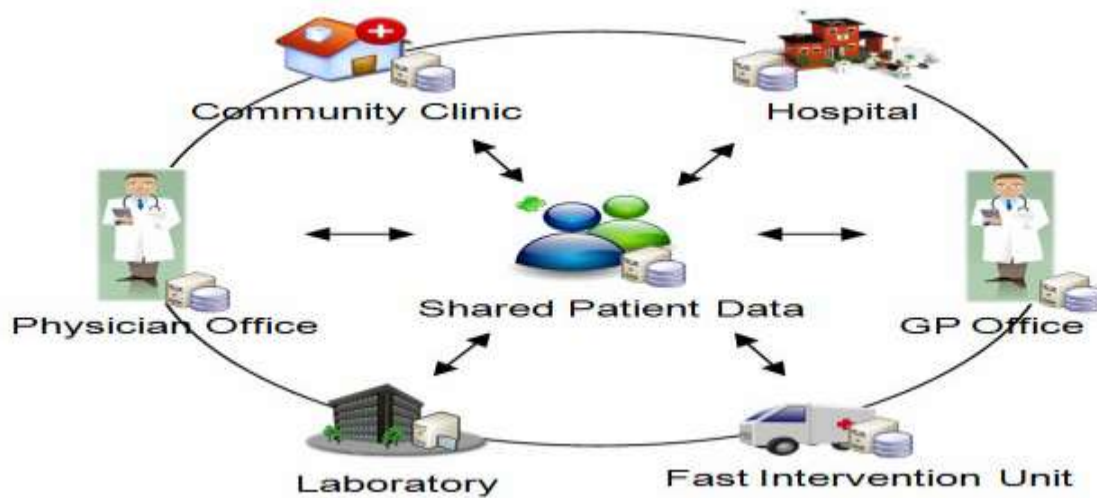 Community Clinic
Hospital
Physician Office
Shared Patient Data
GP Office
Laboratory
Fast Intervention Unit